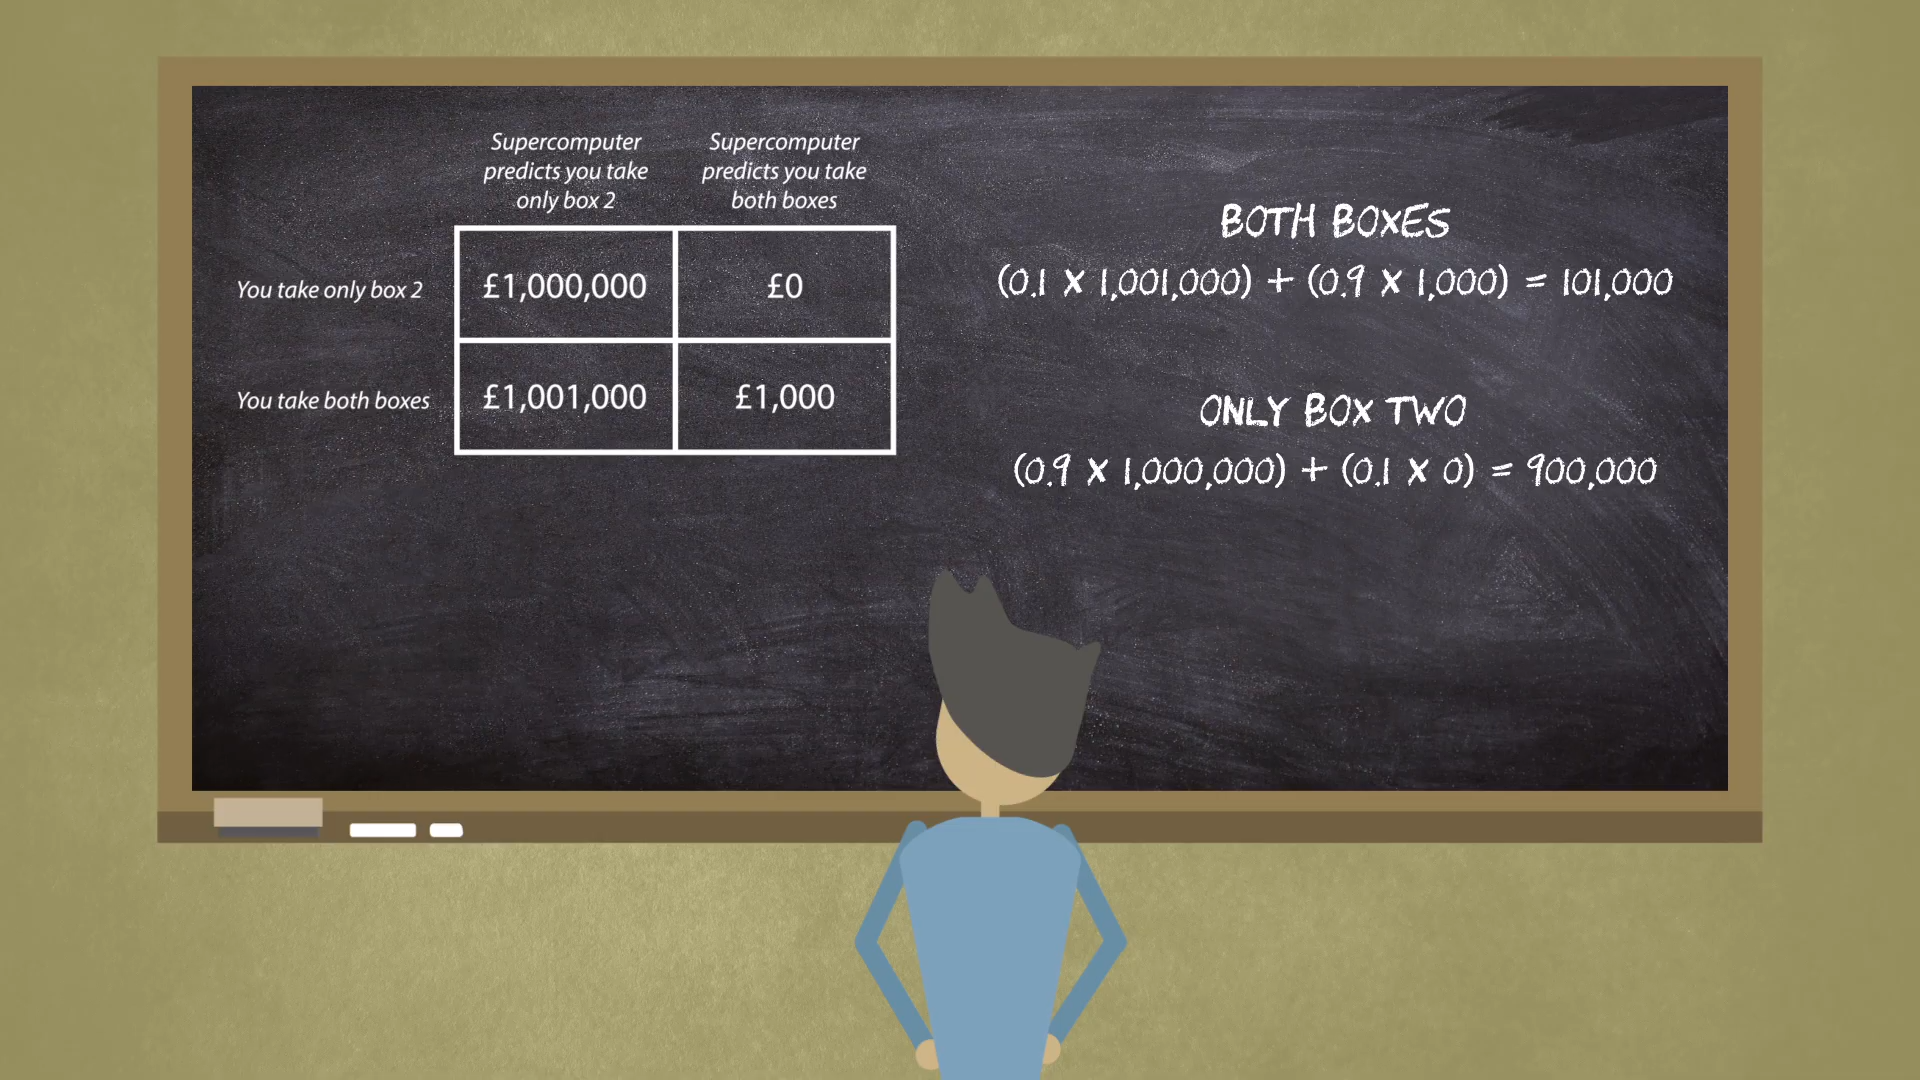 Supercomputer
predicts you take
only box 2
Supercomputer
predicts you take
both boxes
You take only box 2
£1,000,000
£0
You take both boxes
£1,001,000
£1,000
BOTH BOXES
(0.1 X 1,001,000) + (0.9 X 1,000) = 101,000
ONLY BOX TWO
(0.9 X 1,000,000) + (0.1 X 0) = 900,000